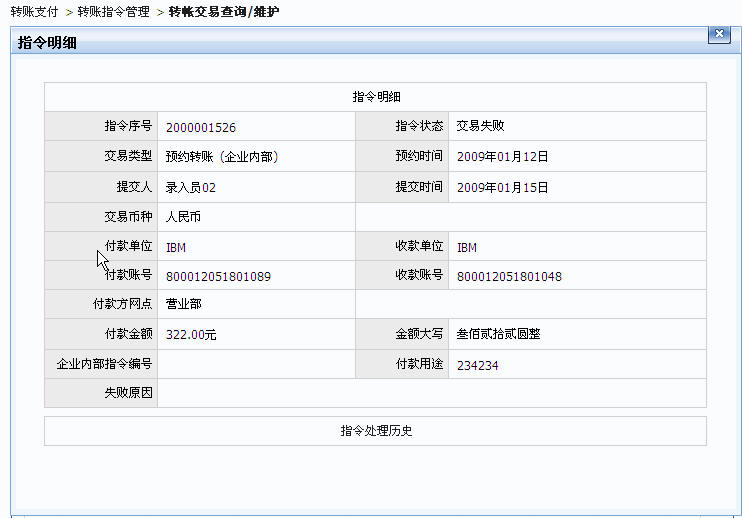 转账支付 > 转账指令管理 > 转帐交易查询/维护
指令明细
指令明细
指令序号 2000001526 指令状态 交易失败
交易类型 预约转账（企业内部） 预约时间 2009年01月12日
提交人 录入员02 提交时间 2009年01月15日
交易币种 人民币
付款单位 IBM 收款单位 IBM
付款账号 800012051801089 收款账号 800012051801048
付款方网点 营业部
付款金额 322.00元 金额大写 叁佰贰拾贰圆整
企业内部指令编号 付款用途 234234
失败原因
指令处理历史